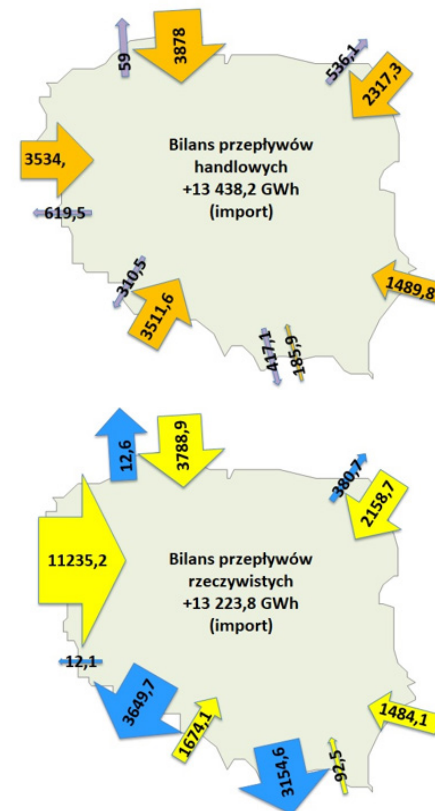 59
3878
536,1
2317,3
3534,
Bilans przepływów
handlowych
+13 438,2 GWh
(import)
619,5
310,5
3511,6
1489,8
417,1
185,9
12,6
3788,9
380,7
2158,7
11235,2
Bilans przepływów
rzeczywistych
+13 223,8 GWh
(import)
12,1
3649,7
1674,1
1484,1
3154,6
92,5